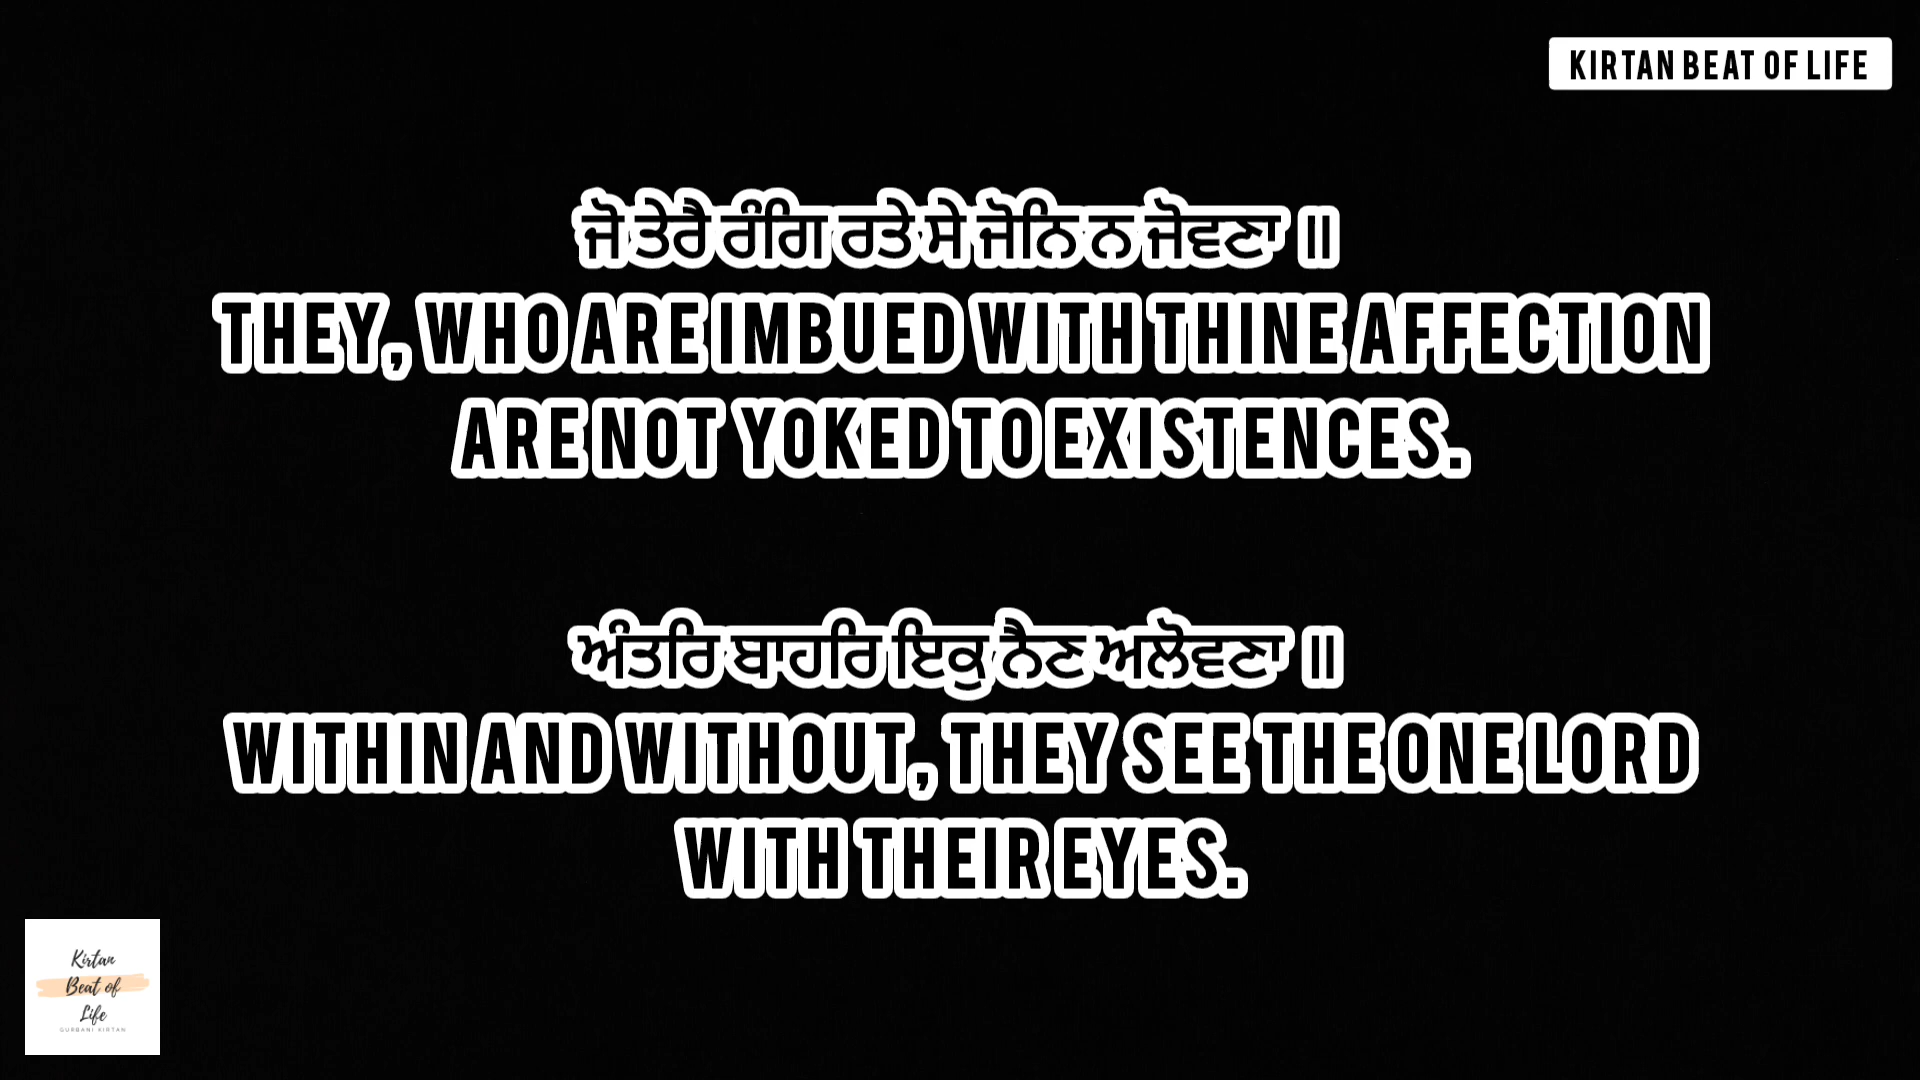 KIRTAN BEAT OF LIFE
ਜੋ ਤੇਰੈ ਰੰਗਿ ਰਤੇ ਸੇ ਜੋਨਿ ਨ ਜੋਵਣਾ ॥
THEY, WHO ARE IMBUED WITH THINE AFFECTION
ARE NOT YOKED TO EXISTENCES.
ਅੰਤਰਿ ਬਾਹਰਿ ਇਕੁ ਨੈਣ ਅਲੋਵਣਾ ॥
WITHIN AND WITHOUT, THEY SEE THE ONE LORD
WITH THEIR EYES.
Kirtan
Beat of
Life
GURBANI KIRTAN